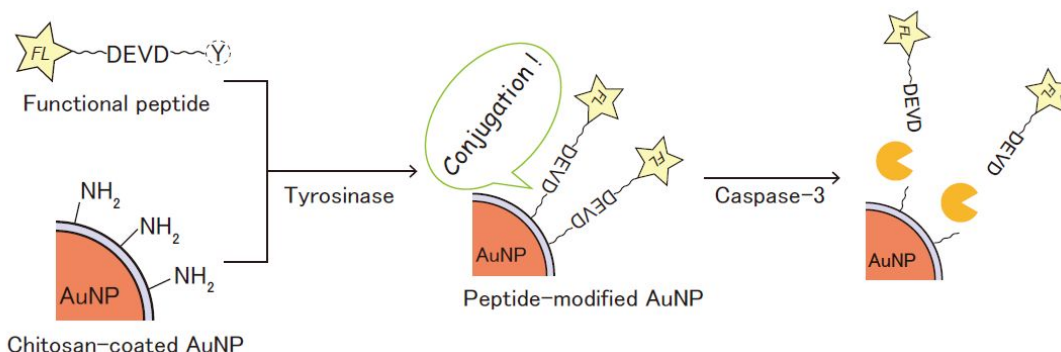 FL
DEVD
Y
Functional peptide
NH2
NH2
NH2
AuNP
Chitosan-coated AuNP
Tyrosinase
Conjugation !
FL
DEVD
FL
DEVD
AuNP
Peptide-modified AuNP
Caspase-3
FL
DEVD
FL
DEVD
AuNP